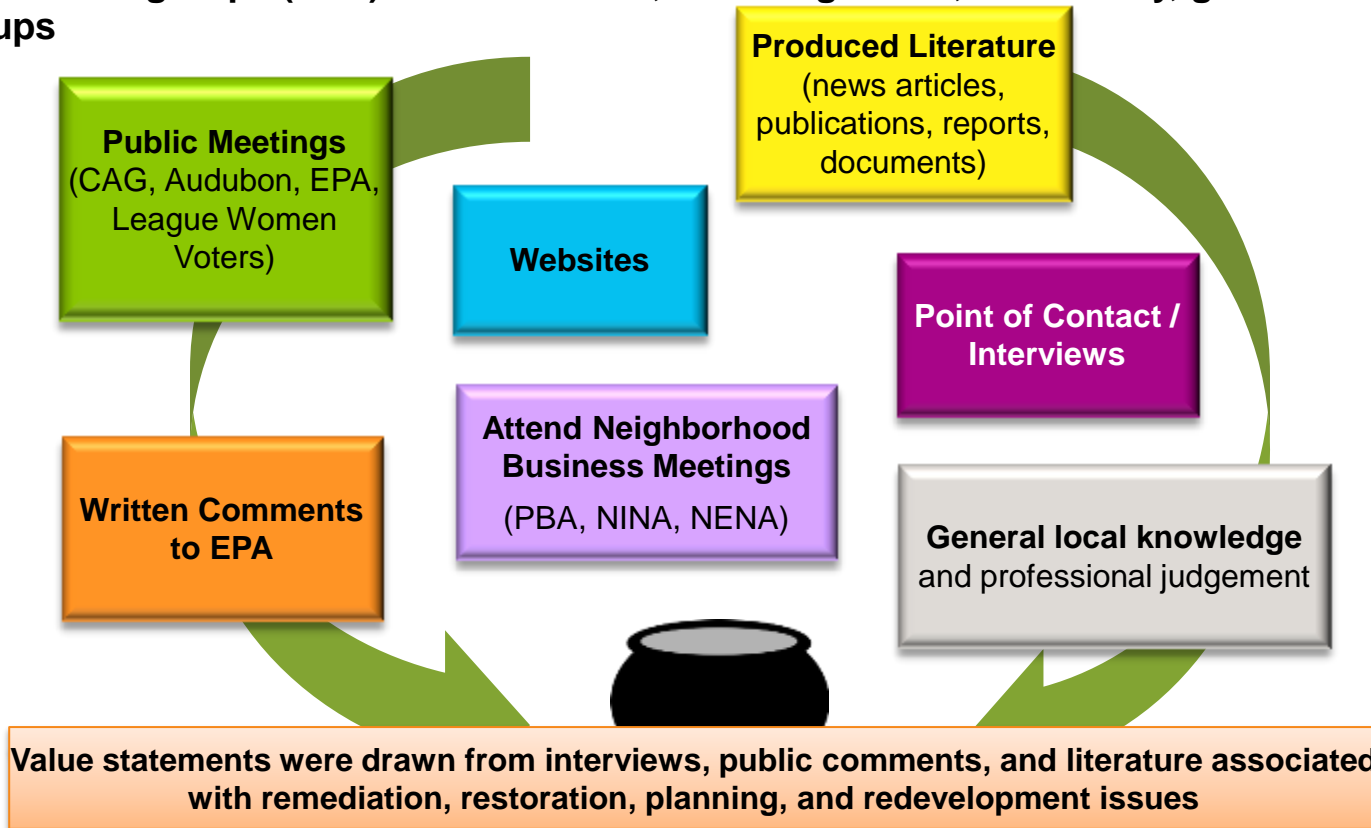 ups
Public Meetings
(CAG, Audubon, EPA,
League Women
Voters)
Produced Literature
(news articles,
publications, reports,
documents)
Websites
Point of Contact /
Interviews
Attend Neighborhood
Business Meetings
(PBA, NINA, NENA)
Written Comments
to EPA
General local knowledge
and professional judgement
Value statements were drawn from interviews, public comments, and literature associated
with remediation, restoration, planning, and redevelopment issues